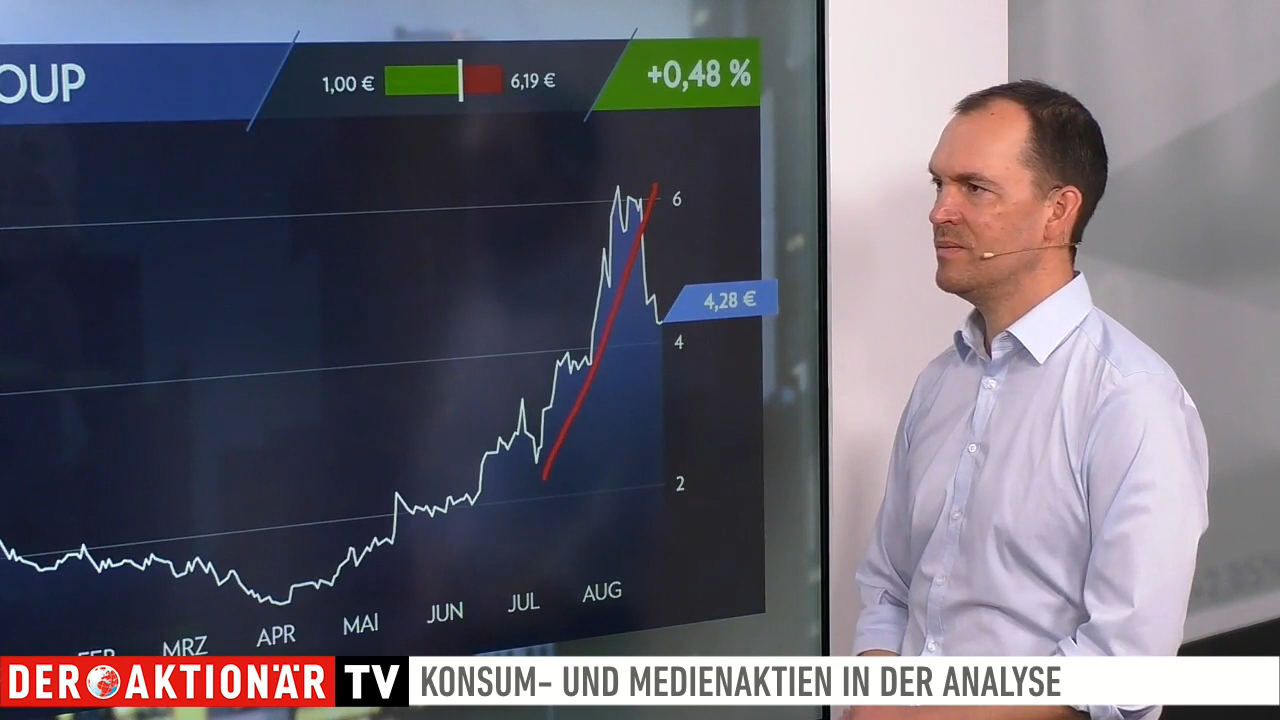 OUP
1,00 €
6,19 €
+0,48 %
6
4,28 €
4
2
MRZ APR MAI JUN JUL AUG
DER AKTIONÄR TV
KONSUM- UND MEDIENAKTIEN IN DER ANALYSE